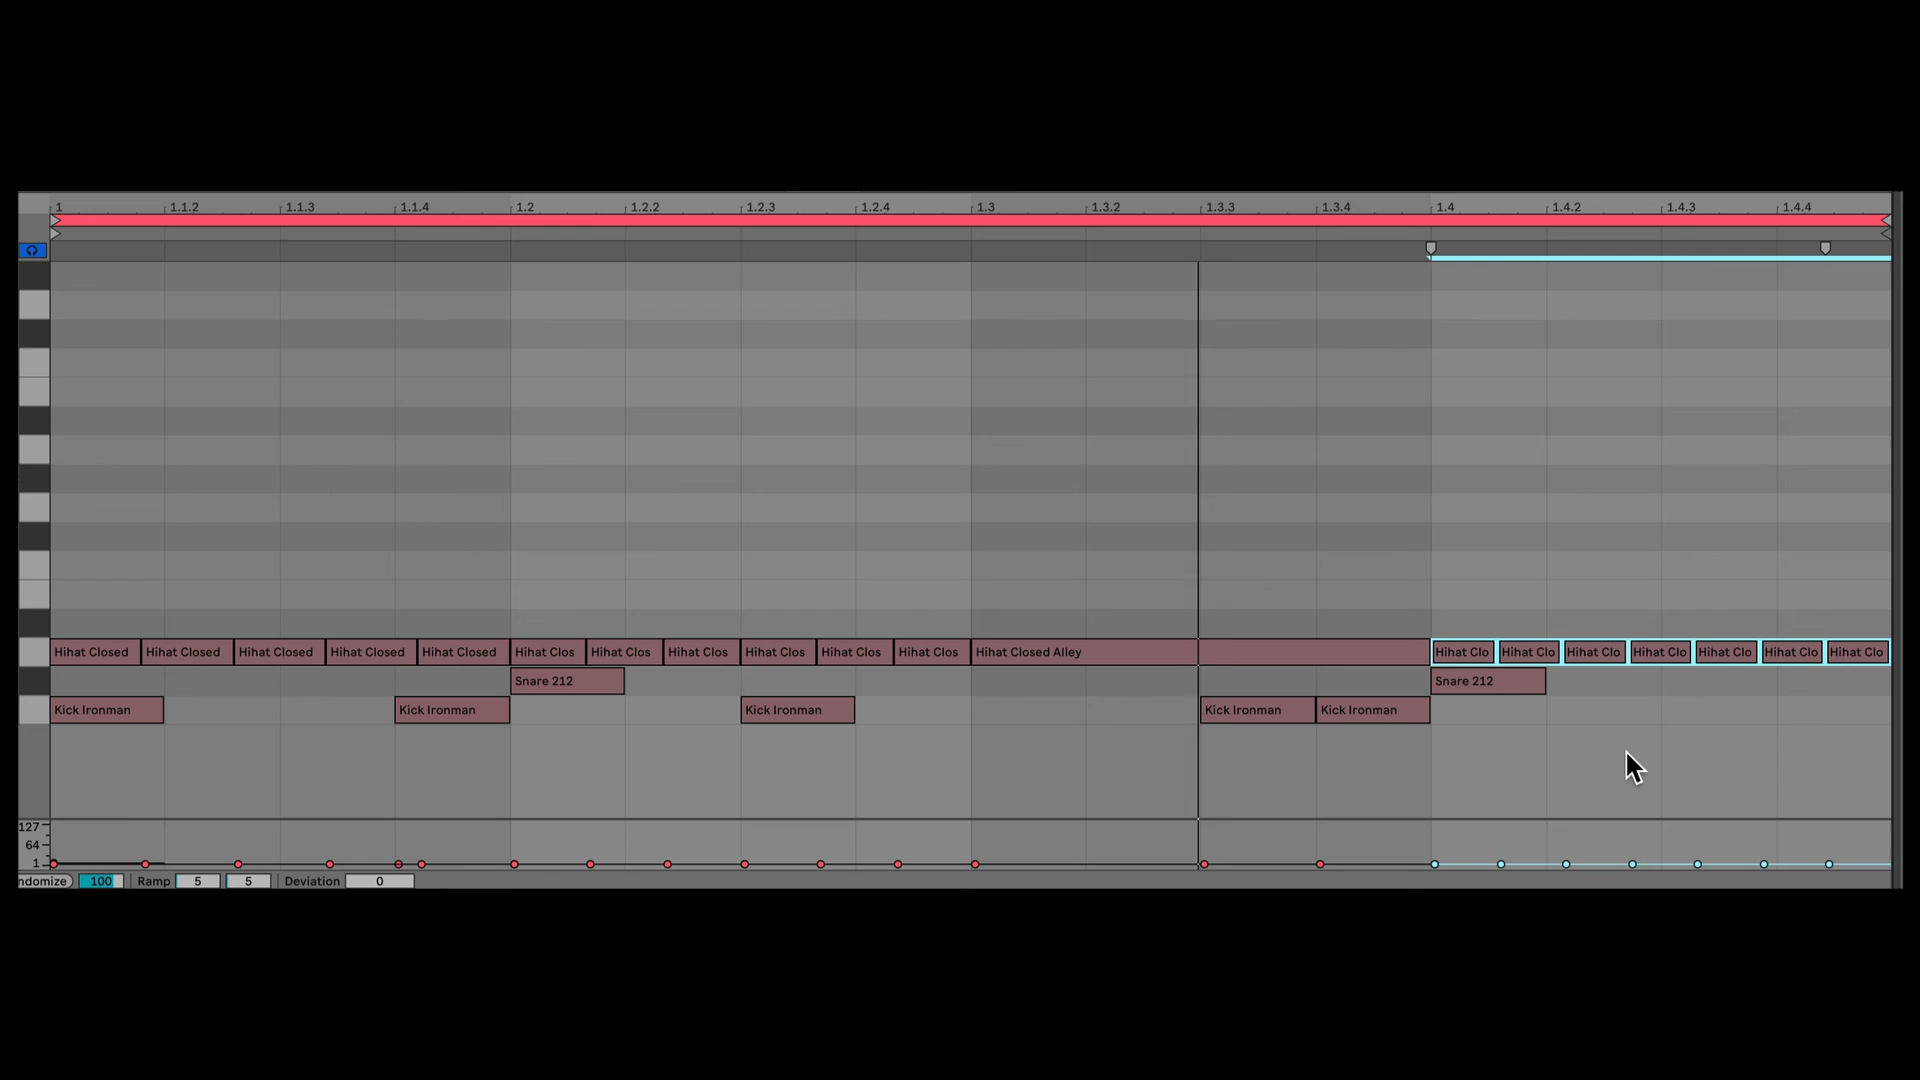 1 1.1.2 1.1.3 1.1.4 1.2 1.2.2 1.2.3 1.2.4 1.3 1.3.2 1.3.3 1.3.4 1.4 1.4.2 1.4.3 1.4.4
Hihat Closed Hihat Closed Hihat Closed Hihat Closed Hihat Closed Hihat Clos Hihat Clos Hihat Clos Hihat Clos Hihat Clos Hihat Clos Hihat Closed Alley Hihat Clo Hihat Clo Hihat Clo Hihat Clo Hihat Clo Hihat Clo Hihat Clo
Snare 212 Snare 212
Kick Ironman Kick Ironman Kick Ironman Kick Ironman Kick Ironman
127
64
1
ndomize 100 Ramp 5 5 Deviation 0